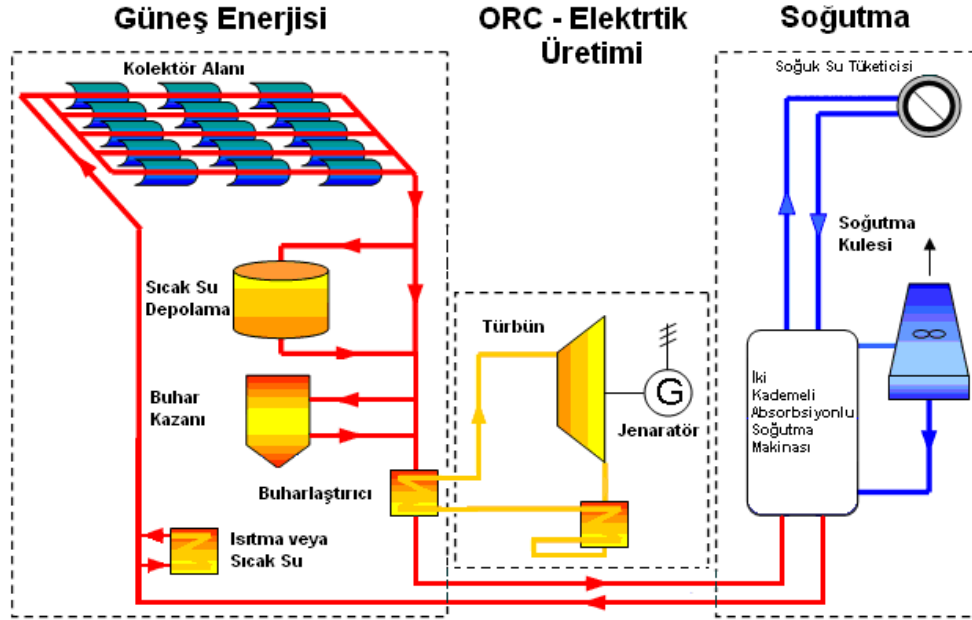 Güneş Enerjisi
ORC - Elektrtik
Üretimi
Soğutma
Kolektör Alanı
Soğuk Su Tüketicisi
Soğutma
Kulesi
Sıcak Su
Depolama
Türbün
Buhar
Kazanı
G
Jenaratör
İki
Kademeli
Absorbsiyonlu
Soğutma
Makinası
Buharlaştırıcı
Isıtma veya
Sıcak Su